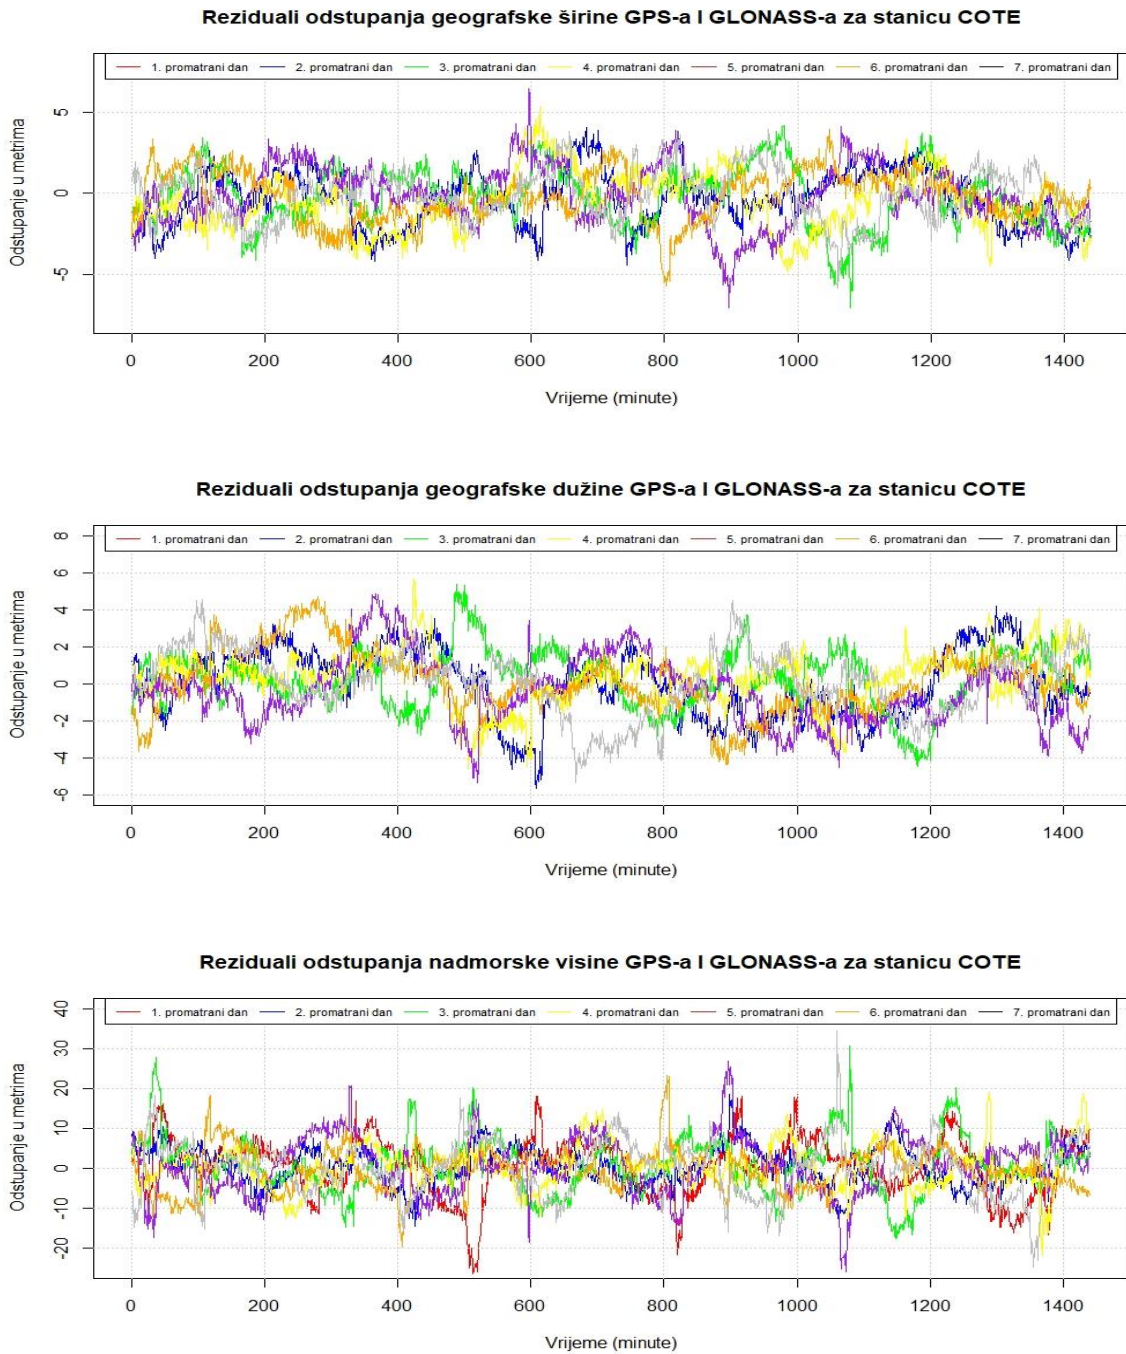 Reziduali odstupanja geografske širine GPS-a I GLONASS-a za stanicu COTE
1. promatrani dan 2. promatrani dan 3. promatrani dan 4. promatrani dan 5. promatrani dan 6. promatrani dan 7. promatrani dan
Odstupanje u metrima
5
0
-5
0 200 400 600 800 1000 1200 1400
Vrijeme (minute)
Reziduali odstupanja geografske dužine GPS-a I GLONASS-a za stanicu COTE
1. promatrani dan 2. promatrani dan 3. promatrani dan 4. promatrani dan 5. promatrani dan 6. promatrani dan 7. promatrani dan
Odstupanje u metrima
8
6
4
2
0
-2
-4
-6
0 200 400 600 800 1000 1200 1400
Vrijeme (minute)
Reziduali odstupanja nadmorske visine GPS-a I GLONASS-a za stanicu COTE
1. promatrani dan 2. promatrani dan 3. promatrani dan 4. promatrani dan 5. promatrani dan 6. promatrani dan 7. promatrani dan
Odstupanje u metrima
40
30
20
10
0
-10
-20
0 200 400 600 800 1000 1200 1400
Vrijeme (minute)